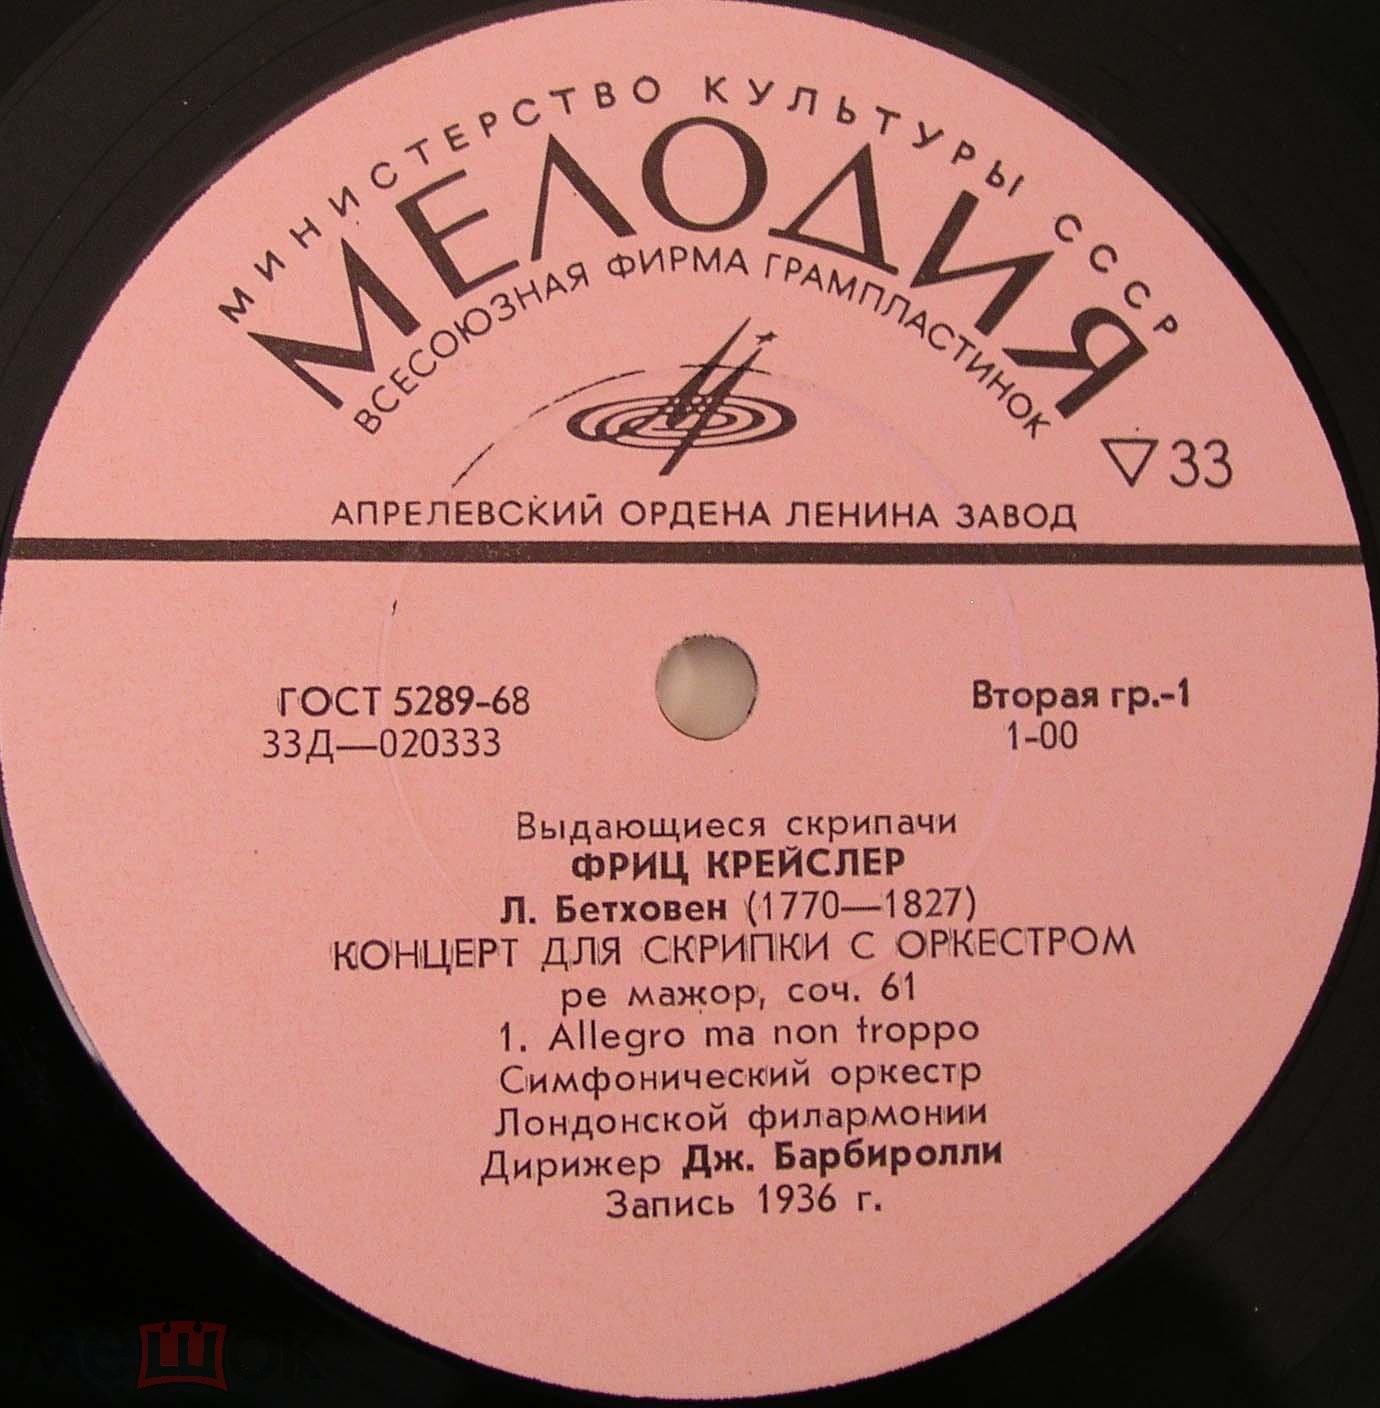 МИНИСТЕРСТВО КУЛЬТУРЫ СССР
МЕЛОДИЯ
ВСЕСОЮЗНАЯ ФИРМА ГРАМПЛАСТИНОК
33
АПРЕЛЕВСКИЙ ОРДЕНА ЛЕНИНА ЗАВОД
ГОСТ 5289-68
33Д—020333
Вторая гр.-1
1-00
Выдающиеся скрипачи
ФРИЦ КРЕЙСЛЕР
Л. Бетховен (1770—1827)
КОНЦЕРТ ДЛЯ СКРИПКИ С ОРКЕСТРОМ
ре мажор, соч. 61
1. Allegro ma non troppo
Симфонический оркестр
Лондонской филармонии
Дирижер Дж. Барбиролли
Запись 1936 г.
мешок